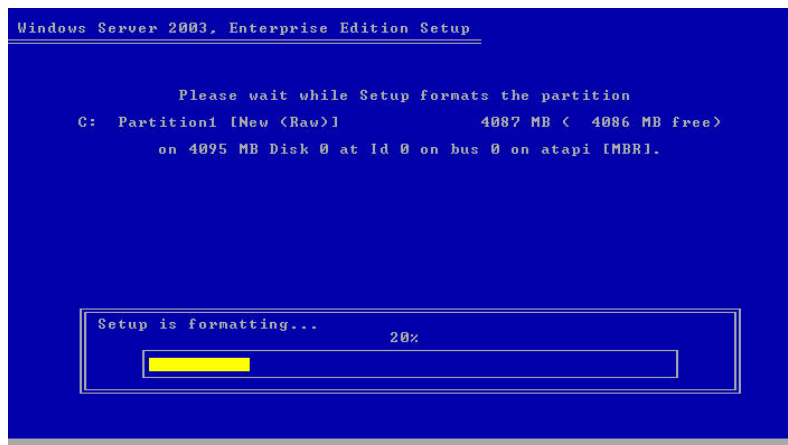 Windows Server 2003, Enterprise Edition Setup
Please wait while Setup formats the partition
C: Partition1 [New (Raw)] 4087 MB ( 4086 MB free)
on 4095 MB Disk 0 at Id 0 on bus 0 on atapi [MBR].
Setup is formatting...
20%